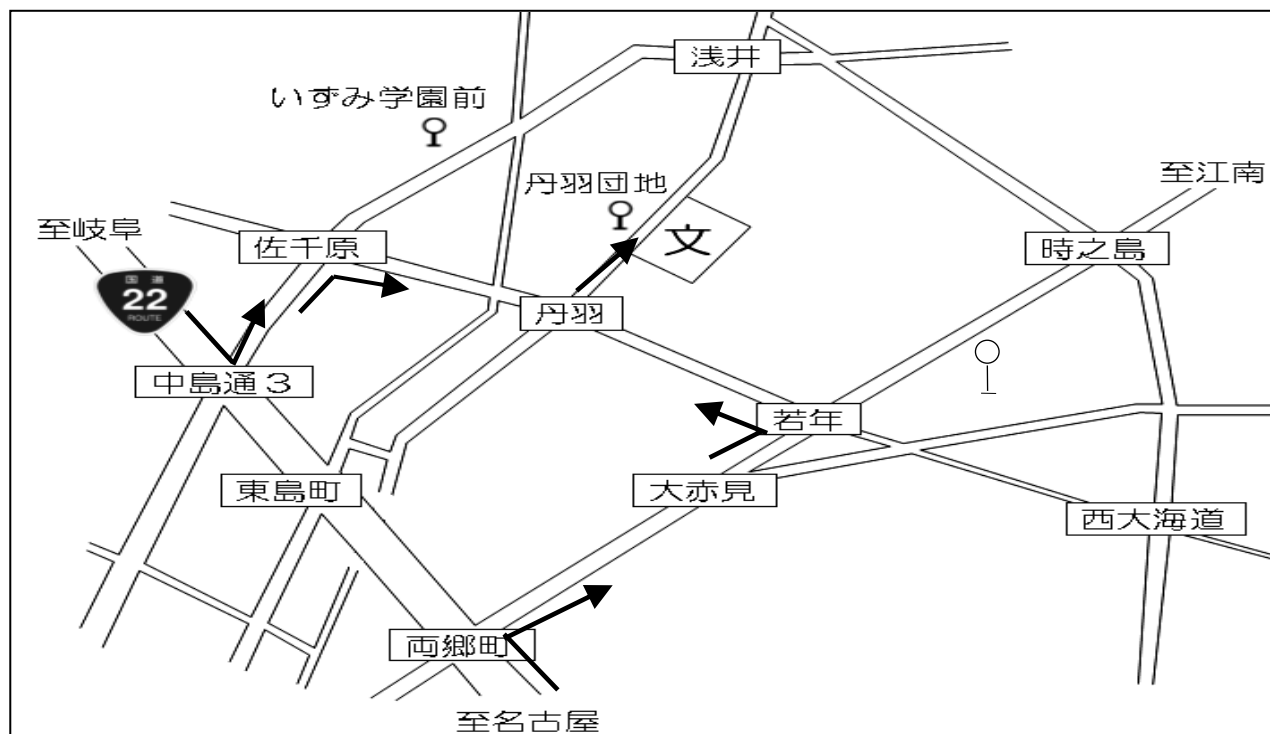 浅井
いずみ学園前
丹羽団地
至江南
至岐阜
佐千原
文
時之島
国道
22
ROUTE
丹羽
中島通3
若年
東島町
大赤見
西大海道
両郷町
至名古屋